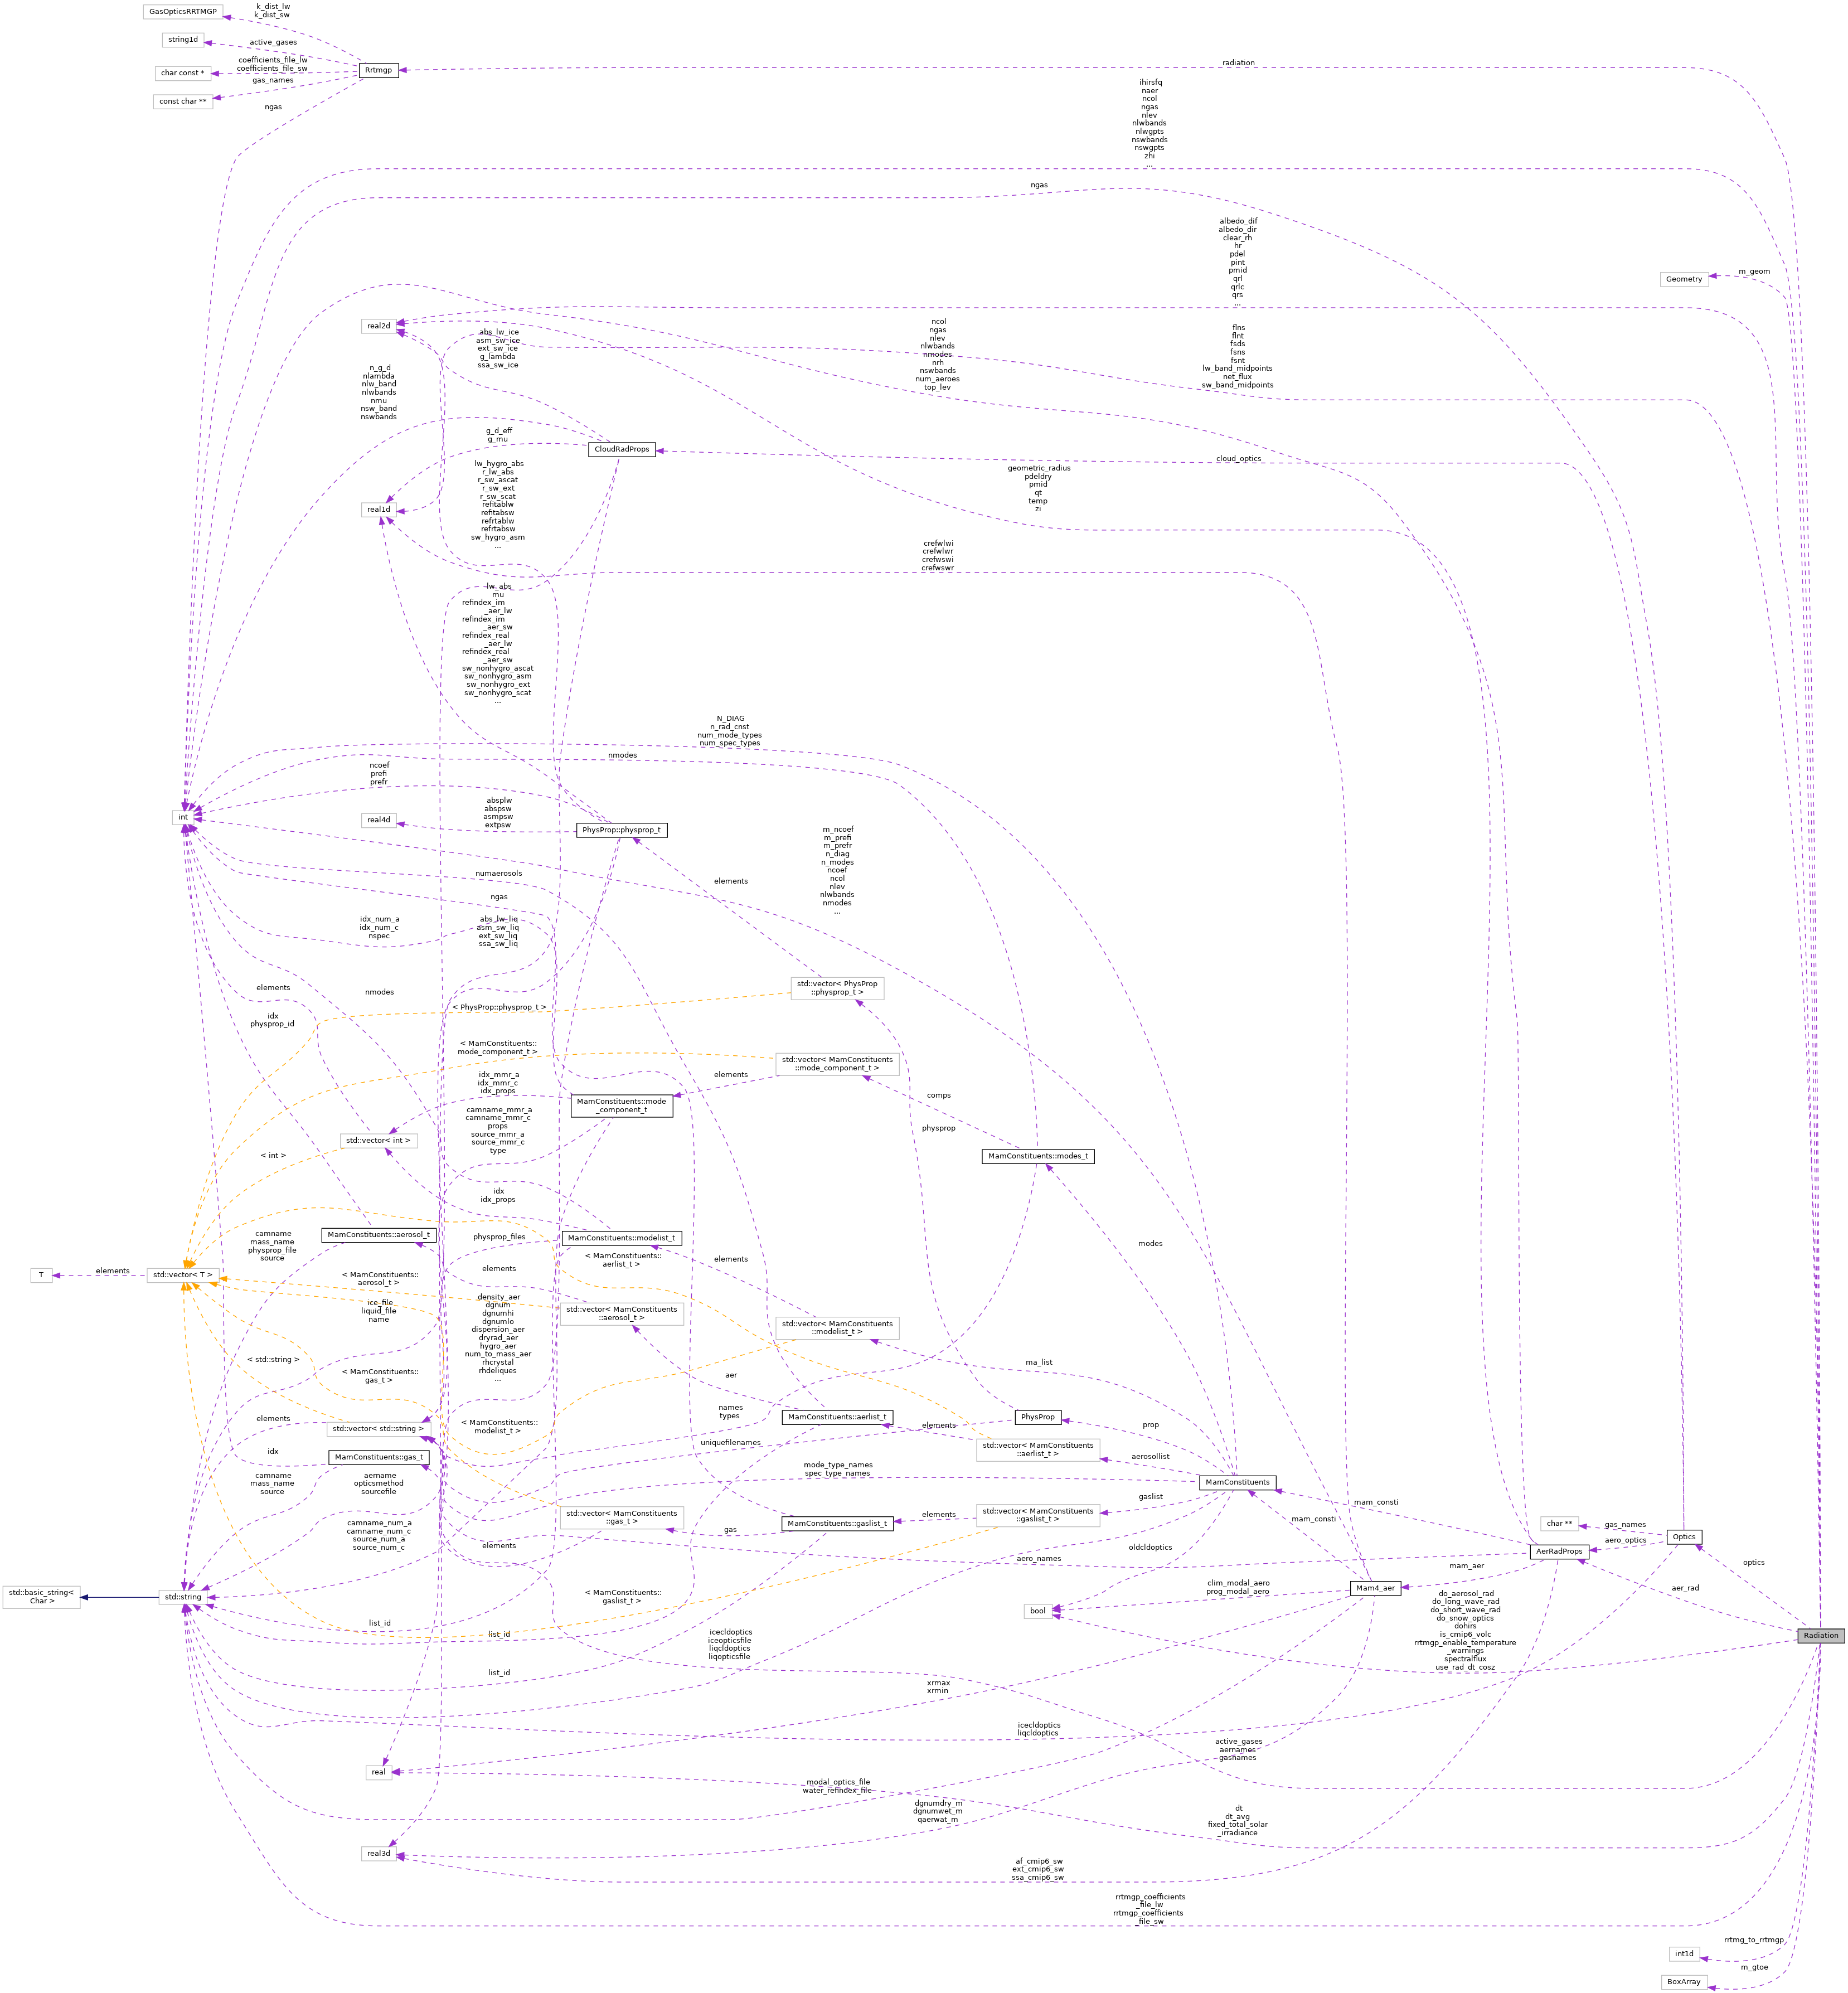 GasOpticsRRTMGP
k_dist_lw
k_dist_sw
string1d
active_gases
char const *
coefficients_file_lw
coefficients_file_sw
const char **
gas_names
Rrtmgp
radiation
ngas
ihirsfq
naer
ncol
ngas
nlev
nlwbands
nlwgpts
nswbands
nswgpts
zhi
...
ngas
albedo_dif
albedo_dir
clear_rh
hr
pdel
pint
pmid
qrl
qrlc
qrs
...
Geometry
m_geom
real2d
abs_lw_ice
asm_sw_ice
ext_sw_ice
g_lambda
ssa_sw_ice
ncol
ngas
nlev
nlwbands
nmodes
nrh
nswbands
num_aeroes
top_lev
flns
flnt
fsds
fsns
fsnt
lw_band_midpoints
net_flux
sw_band_midpoints
n_g_d
nlambda
nlw_band
nlwbands
nmu
nsw_band
nswbands
g_d_eff
g_mu
CloudRadProps
cloud_optics
real1d
lw_hygro_abs
r_lw_abs
r_sw_ascat
r_sw_ext
r_sw_scat
refitablw
refitabsw
refrtablw
refrtabsw
sw_hygro_asm
...
geometric_radius
pdeldry
pmid
qt
temp
zi
crefwlwi
crefwlwr
crefwswi
crefwswr
lw_abs
mu
refindex_im
_aer_lw
refindex_im
_aer_sw
refindex_real
_aer_lw
refindex_real
_aer_sw
sw_nonhygro_ascat
sw_nonhygro_asm
sw_nonhygro_ext
sw_nonhygro_scat
...
N_DIAG
n_rad_cnst
num_mode_types
num_spec_types
nmodes
ncoef
prefi
prefr
int
real4d
absplw
abspsw
asmpsw
extpsw
PhysProp::physprop_t
m_ncoef
m_prefi
m_prefr
n_diag
n_modes
ncoef
ncol
nlev
nlwbands
nmodes
...
numaerosols
elements
ngas
idx_num_a
idx_num_c
nspec
abs_lw_liq
asm_sw_liq
ext_sw_liq
ssa_sw_liq
elements
nmodes
std::vector< PhysProp
::physprop_t >
< PhysProp::physprop_t >
idx
physprop_id
< MamConstituents::
mode_component_t >
std::vector< MamConstituents
::mode_component_t >
idx_mmr_a
idx_mmr_c
idx_props
elements
MamConstituents::mode
_component_t
comps
camname_mmr_a
camname_mmr_c
props
source_mmr_a
source_mmr_c
type
std::vector< int >
physprop
< int >
MamConstituents::modes_t
idx
idx_props
camname
mass_name
physprop_file
source
MamConstituents::aerosol_t
physprop_files
MamConstituents::modelist_t
modes
< MamConstituents::
aerlist_t >
elements
T
elements
std::vector< T >
< MamConstituents::
aerosol_t >
elements
ice_file
liquid_file
name
density_aer
dgnum
dgnumhi
dgnumlo
dispersion_aer
dryrad_aer
hygro_aer
num_to_mass_aer
rhcrystal
rhdeliques
...
std::vector< MamConstituents
::aerosol_t >
std::vector< MamConstituents
::modelist_t >
< std::string >
< MamConstituents::
gas_t >
aer
ma_list
names
types
elements
std::vector< std::string >
< MamConstituents::
modelist_t >
MamConstituents::aerlist_t
PhysProp
prop
uniquefilenames
elements
std::vector< MamConstituents
::aerlist_t >
aerosollist
idx
MamConstituents::gas_t
mode_type_names
spec_type_names
MamConstituents
camname
mass_name
source
aername
opticsmethod
sourcefile
gaslist
mam_consti
std::vector< MamConstituents
::gas_t >
gas
MamConstituents::gaslist_t
elements
std::vector< MamConstituents
::gaslist_t >
mam_consti
char **
gas_names
Optics
camname_num_a
camname_num_c
source_num_a
source_num_c
elements
aero_names
oldcldoptics
AerRadProps
aero_optics
optics
mam_aer
aer_rad
std::basic_string<
Char >
std::string
< MamConstituents::
gaslist_t >
clim_modal_aero
prog_modal_aero
Mam4_aer
bool
do_aerosol_rad
do_long_wave_rad
do_short_wave_rad
do_snow_optics
dohirs
is_cmip6_volc
rrtmgp_enable_temperature
_warnings
spectralflux
use_rad_dt_cosz
Radiation
list_id
list_id
icecldoptics
iceopticsfile
liqcldoptics
liqopticsfile
list_id
xrmax
xrmin
icecldoptics
liqcldoptics
active_gases
aernames
gasnames
real
modal_optics_file
water_refindex_file
dgnumdry_m
dgnumwet_m
qaerwat_m
dt
dt_avg
fixed_total_solar
_irradiance
real3d
af_cmip6_sw
ext_cmip6_sw
ssa_cmip6_sw
rrtmgp_coefficients
_file_lw
rrtmgp_coefficients
_file_sw
rrtmg_to_rrtmgp
int1d
m_gtoe
BoxArray